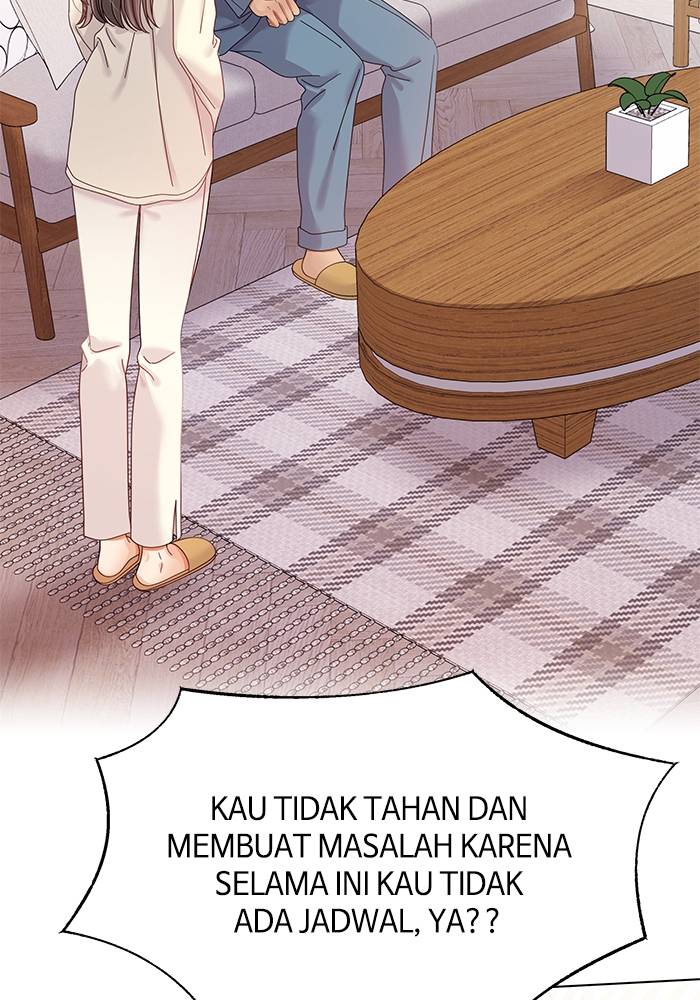 KAU TIDAK TAHAN DAN
MEMBUAT MASALAH KARENA
SELAMA INI KAU TIDAK
ADA JADWAL, YA??